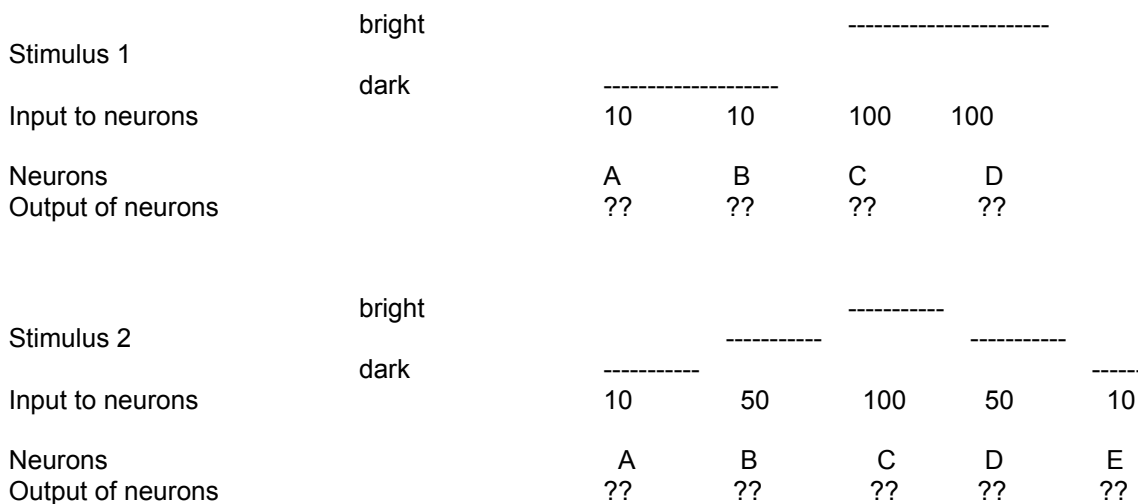 bright -----------------------
Stimulus 1
dark --------------------
Input to neurons 10 10 100 100
Neurons A B C D
Output of neurons ?? ?? ?? ??
bright -----------
Stimulus 2 ----------- -----------
dark ----------- ------
Input to neurons 10 50 100 50 10
Neurons A B C D E
Output of neurons ?? ?? ?? ?? ??